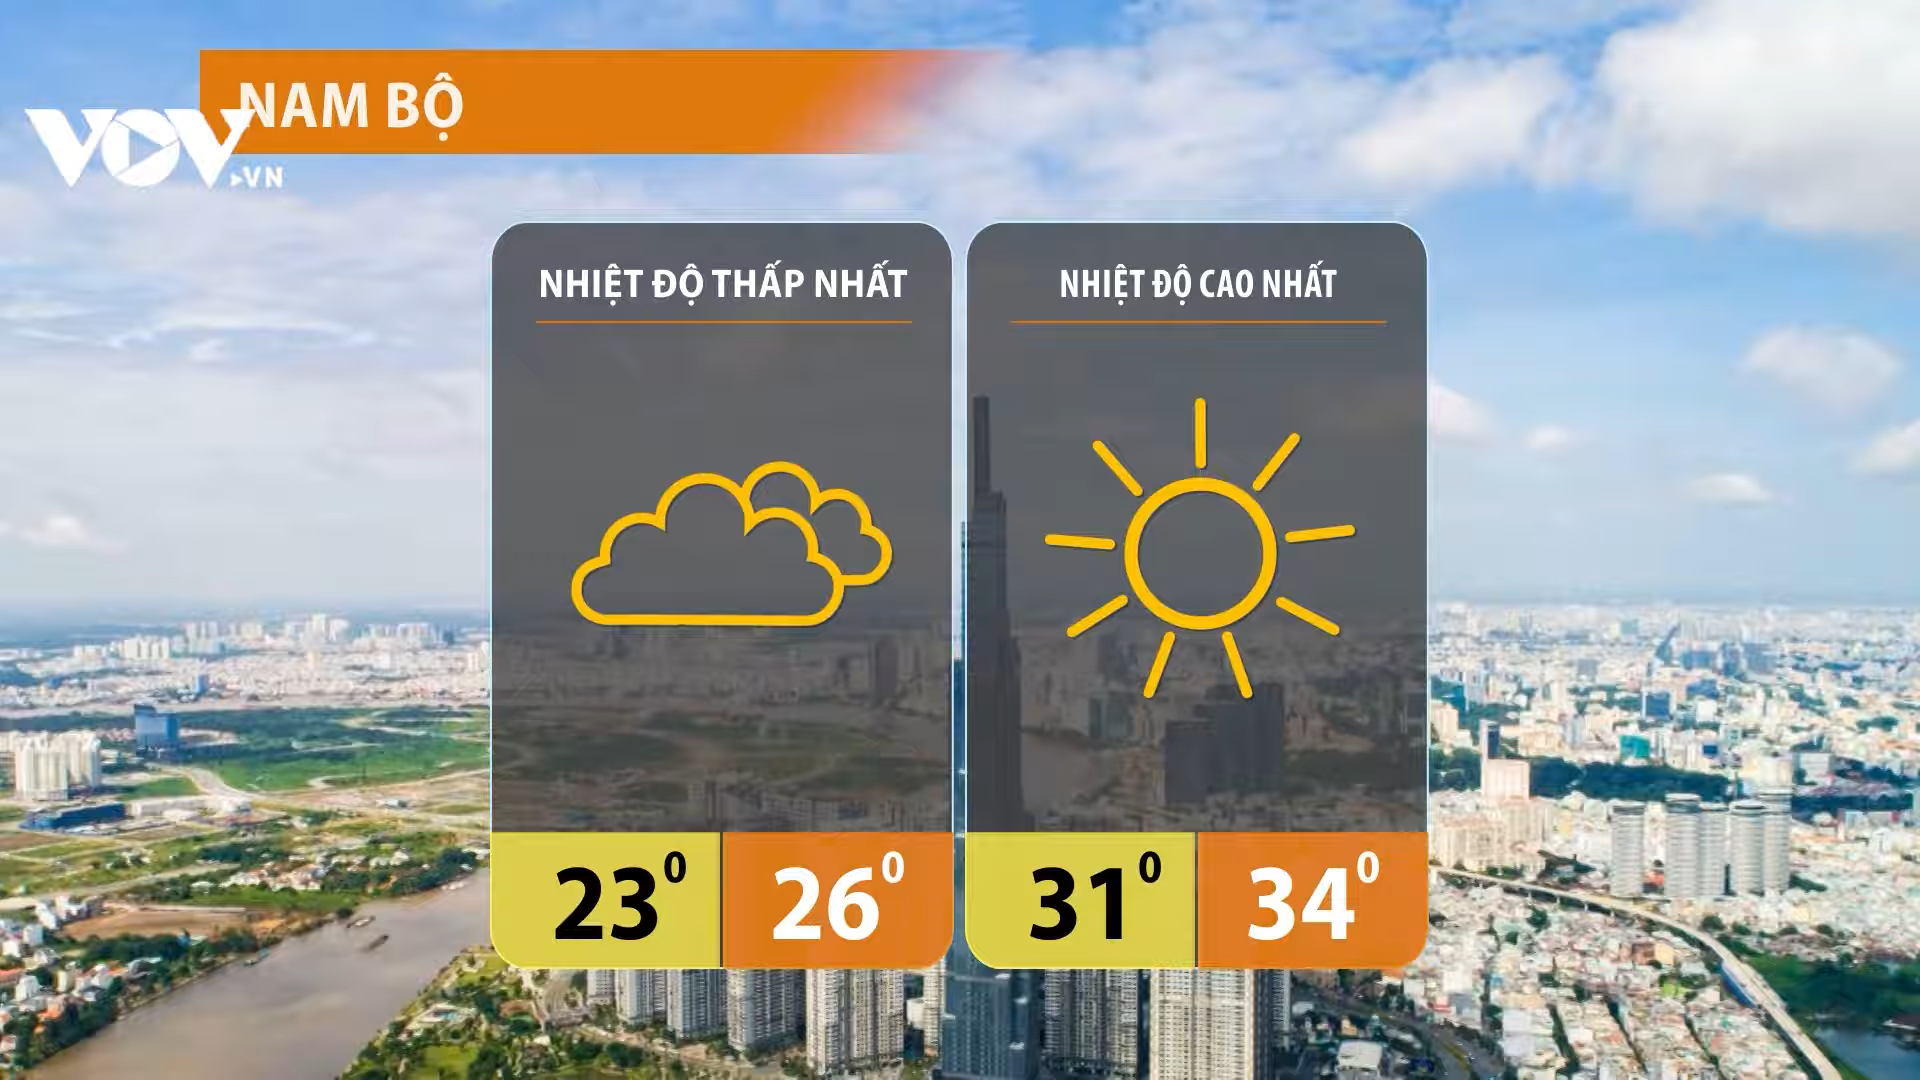 NAM BỘ
VOV
VN
NHIỆT ĐỘ THẤP NHẤT
NHIỆT ĐỘ CAO NHẤT
23⁰ 26⁰
31⁰ 34⁰